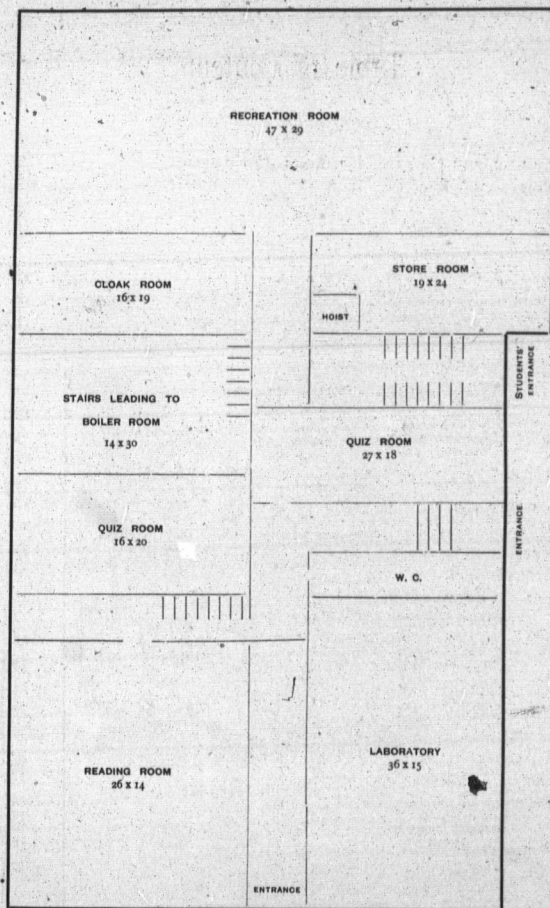 RECREATION ROOM
47 X 29
CLOAK ROOM
16 X 19
STORE ROOM
19 X 24
HOIST
STUDENTS'
ENTRANCE
STAIRS LEADING TO
BOILER ROOM
14 X 30
QUIZ ROOM
27 X 18
QUIZ ROOM
16 X 20
ENTRANCE
W. C.
READING ROOM
26 X 14
LABORATORY
36 X 15
ENTRANCE